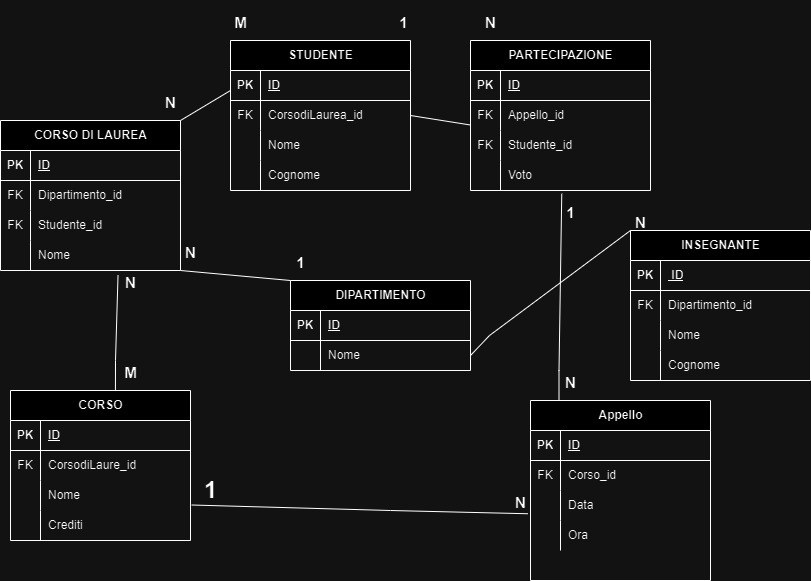 M
1
N
STUDENTE
PK ID
FK CorsodiLaurea_id
Nome
Cognome
PARTECIPAZIONE
PK ID
FK Appello_id
FK Studente_id
Voto
N
CORSO DI LAUREA
PK ID
FK Dipartimento_id
FK Studente_id
Nome
N
1
N
DIPARTIMENTO
PK ID
Nome
1
N
INSEGNANTE
PK ID
FK Dipartimento_id
Nome
Cognome
M
CORSO
PK ID
FK CorsodiLaure_id
Nome
Crediti
1
N
N
Appello
PK ID
FK Corso_id
Data
Ora